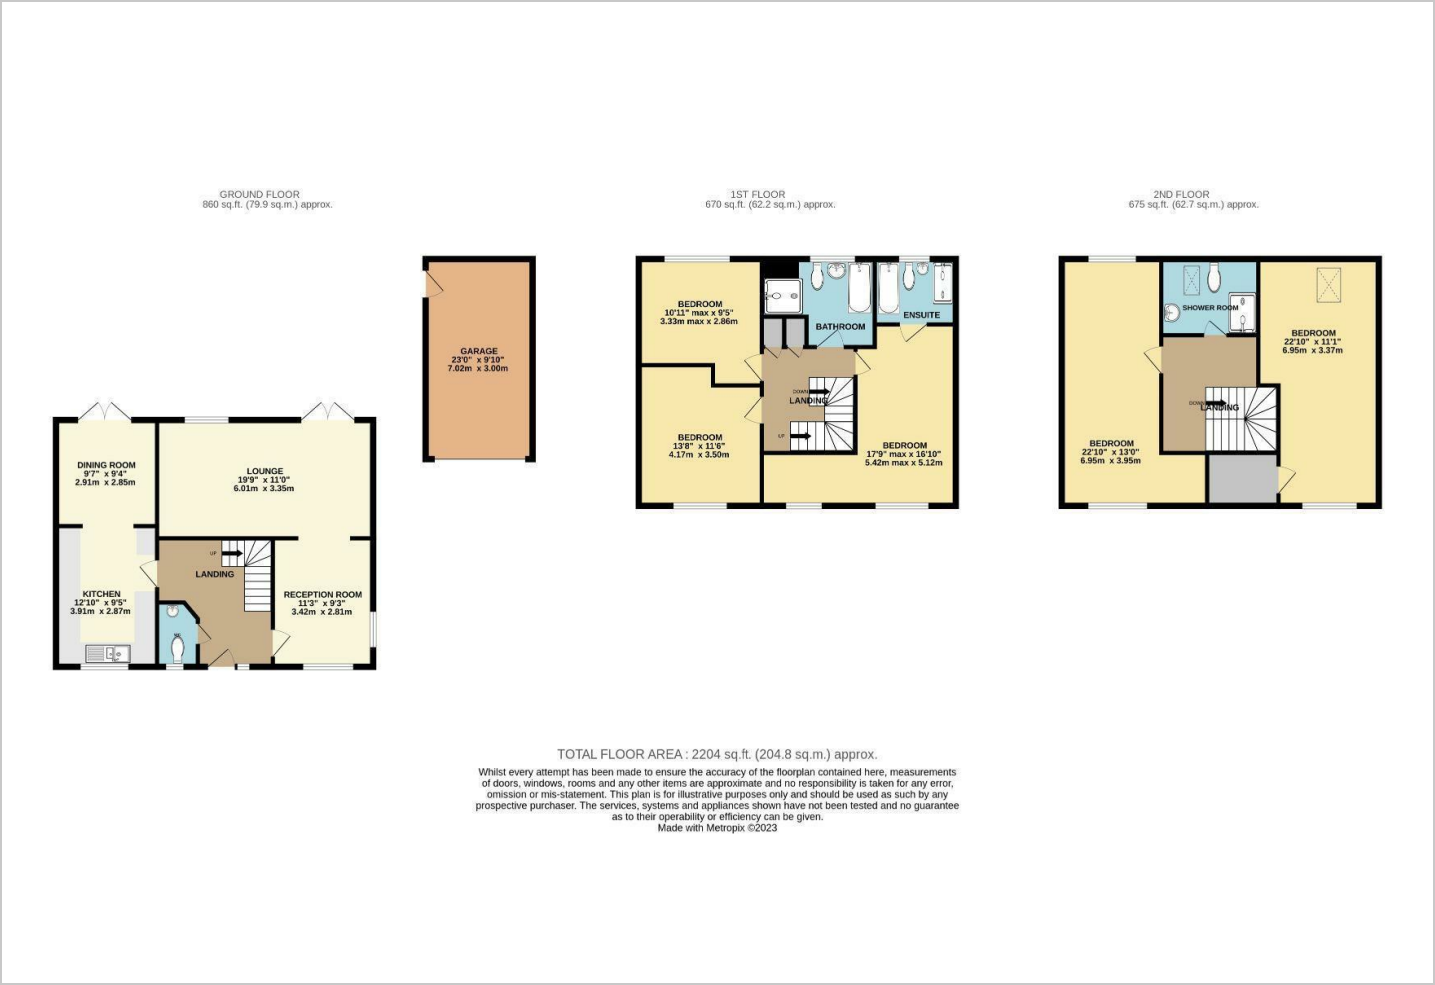 GROUND FLOOR
860 sq.ft. (79.9 sq.m.) approx.
1ST FLOOR
670 sq.ft. (62.2 sq.m.) approx.
2ND FLOOR
675 sq.ft. (62.7 sq.m.) approx.
GARAGE
23'0" x 9'10"
7.02m x 3.00m
DINING ROOM
9'7" x 9'4"
2.91m x 2.85m
LOUNGE
19'9" x 11'0"
6.01m x 3.35m
UP
LANDING
KITCHEN
12'10" x 9'5"
3.91m x 2.87m
RECEPTION ROOM
11'3" x 9'3"
3.42m x 2.81m
BEDROOM
10'11" max x 9'5"
3.33m max x 2.86m
BATHROOM
ENSUITE
DOWN
LANDING
UP
BEDROOM
13'8" x 11'6"
4.17m x 3.50m
BEDROOM
17'9" max x 16'10"
5.42m max x 5.12m
SHOWER ROOM
BEDROOM
22'10" x 11'1"
6.95m x 3.37m
DOWN
LANDING
BEDROOM
22'10" x 13'0"
6.95m x 3.95m
TOTAL FLOOR AREA : 2204 sq.ft. (204.8 sq.m.) approx.
Whilst every attempt has been made to ensure the accuracy of the floorplan contained here, measurements
of doors, windows, rooms and any other items are approximate and no responsibility is taken for any error,
omission or mis-statement. This plan is for illustrative purposes only and should be used as such by any
prospective purchaser. The services, systems and appliances shown have not been tested and no guarantee
as to their operability or efficiency can be given.
Made with Metropix ©2023